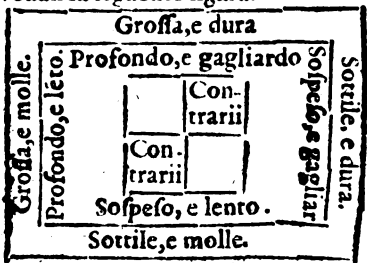 Groſſa,e dura
Profondo,e gagliardo
Groſſa,e molle.
Profondo,e lẽto.
Con-
trarii
Con-
trarii
Soſpeſo,e gagliar
Sottile, e dura.
Soſpeſo, e lento.
Sottile,e molle.